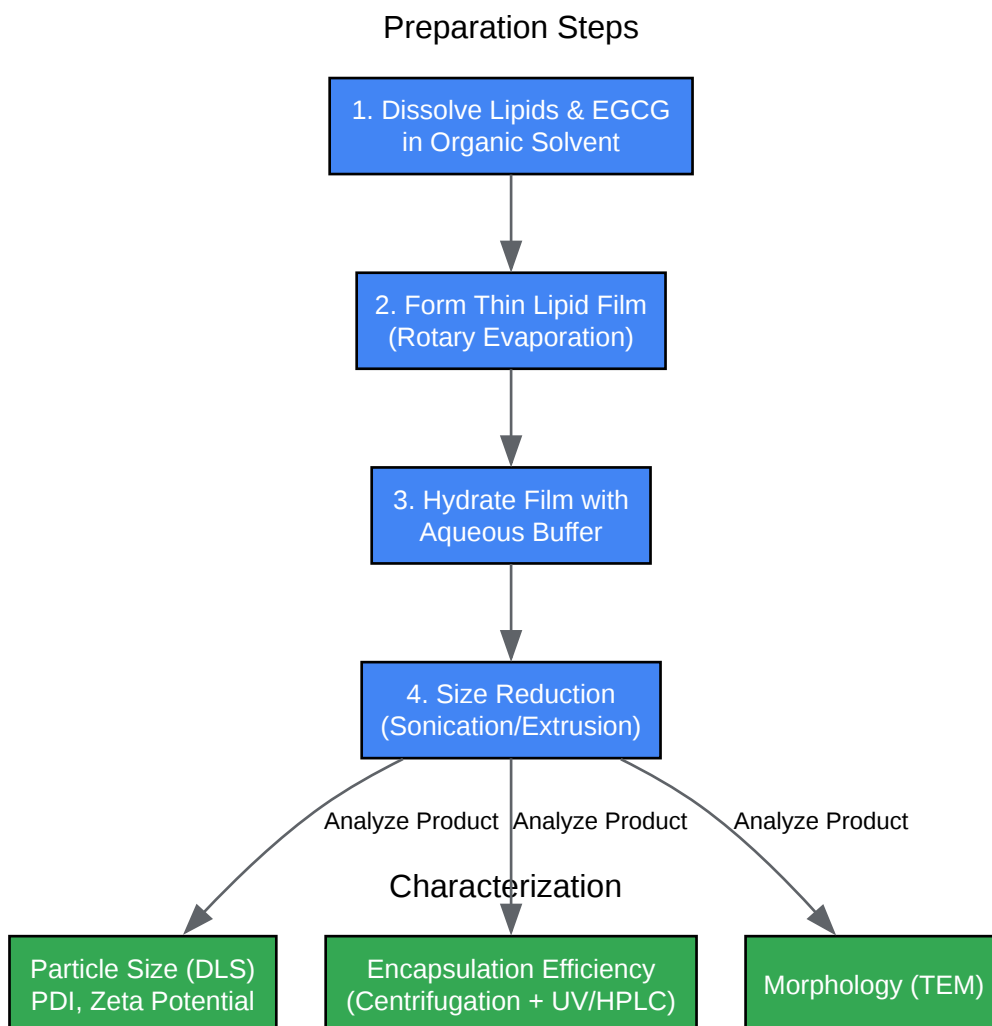 Preparation Steps
1. Dissolve Lipids & EGCG
in Organic Solvent
2. Form Thin Lipid Film
(Rotary Evaporation)
3. Hydrate Film with
Aqueous Buffer
4. Size Reduction
(Sonication/Extrusion)
Analyze Product
Analyze Product
Analyze Product
Characterization
Particle Size (DLS)
PDI, Zeta Potential
Encapsulation Efficiency
(Centrifugation + UV/HPLC)
Morphology (TEM)